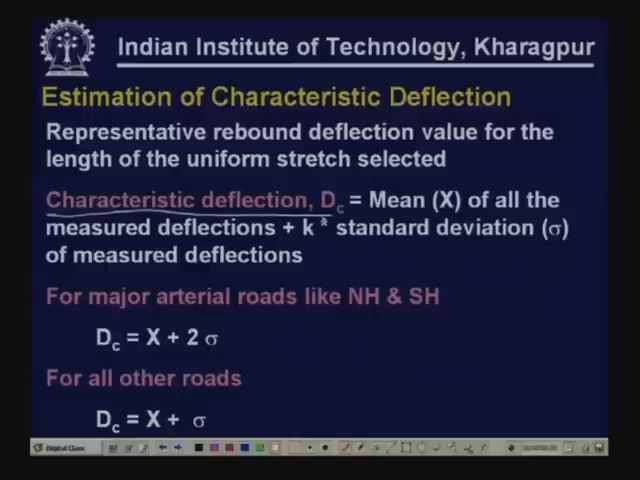 Indian Institute of Technology, Kharagpur
Estimation of Characteristic Deflection
Representative rebound deflection value for the
length of the uniform stretch selected
Characteristic deflection, Dc = Mean (X) of all the
measured deflections + k * standard deviation (σ)
of measured deflections
For major arterial roads like NH & SH
Dc = X + 2 σ
For all other roads
Dc = X + σ
Digital Class